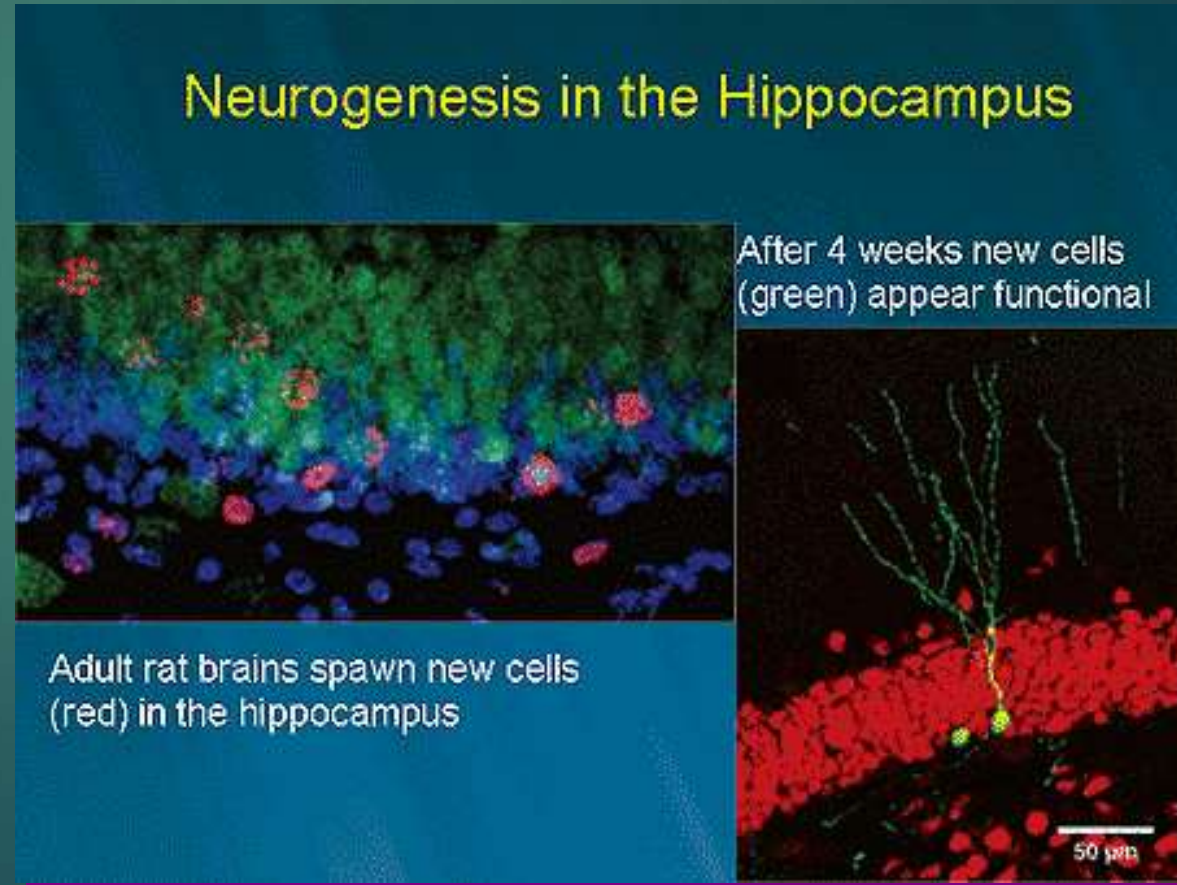 Neurogenesis in the Hippocampus
After 4 weeks new cells
(green) appear functional
Adult rat brains spawn new cells
(red) in the hippocampus
50 µm